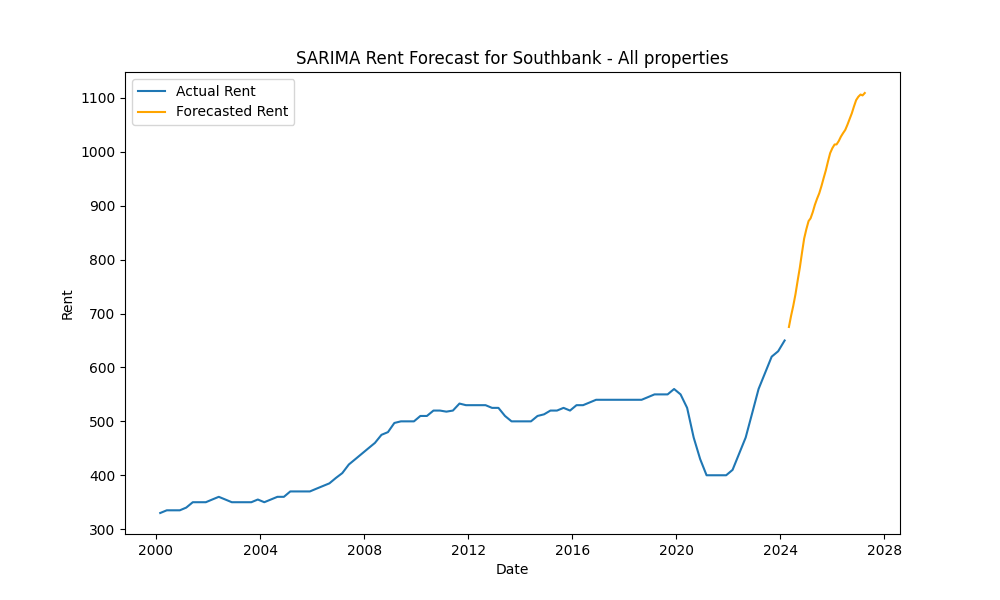 SARIMA Rent Forecast for Southbank - All properties
Actual Rent
Forecasted Rent
1100
1000
900
800
700
600
500
400
300
Rent
2000 2004 2008 2012 2016 2020 2024 2028
Date